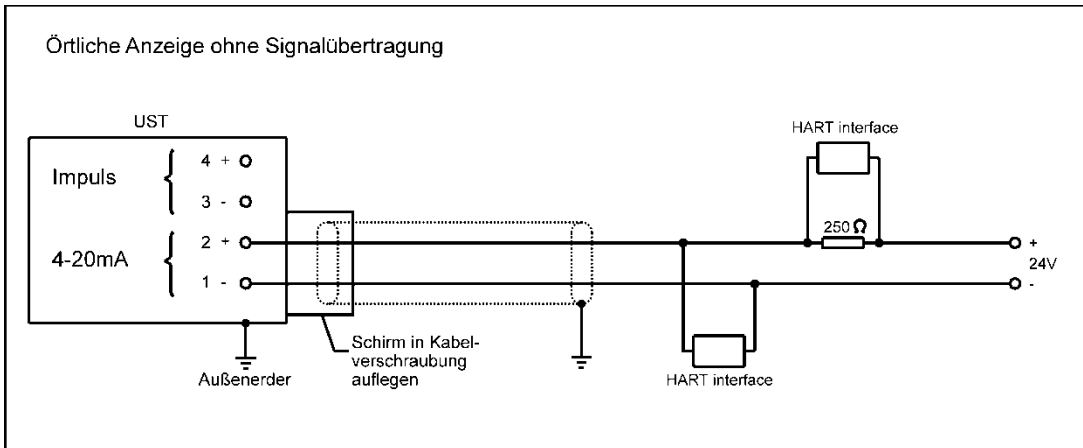 Örtliche Anzeige ohne Signalübertragung
UST
HART interface
Impuls
4 +
3 -
4-20mA
2 +
1 -
250 Ω
+
24V
-
Schirm in Kabel-
verschraubung
auflegen
Außenerder
HART interface